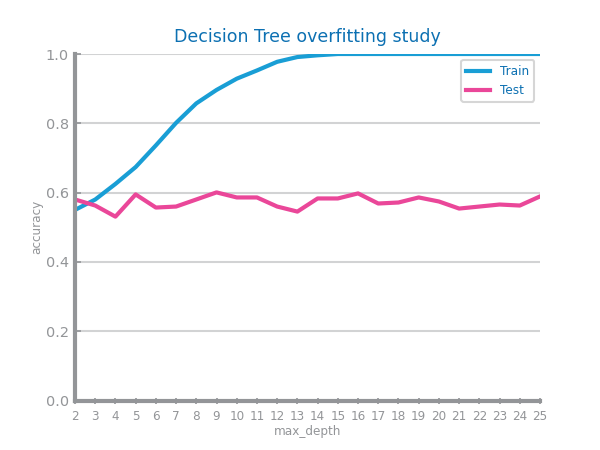 Decision Tree overfitting study
1.0
Train
Test
0.8
0.6
accuracy
0.4
0.2
0.0
2 3 4 5 6 7 8 9 10 11 12 13 14 15 16 17 18 19 20 21 22 23 24 25
max_depth